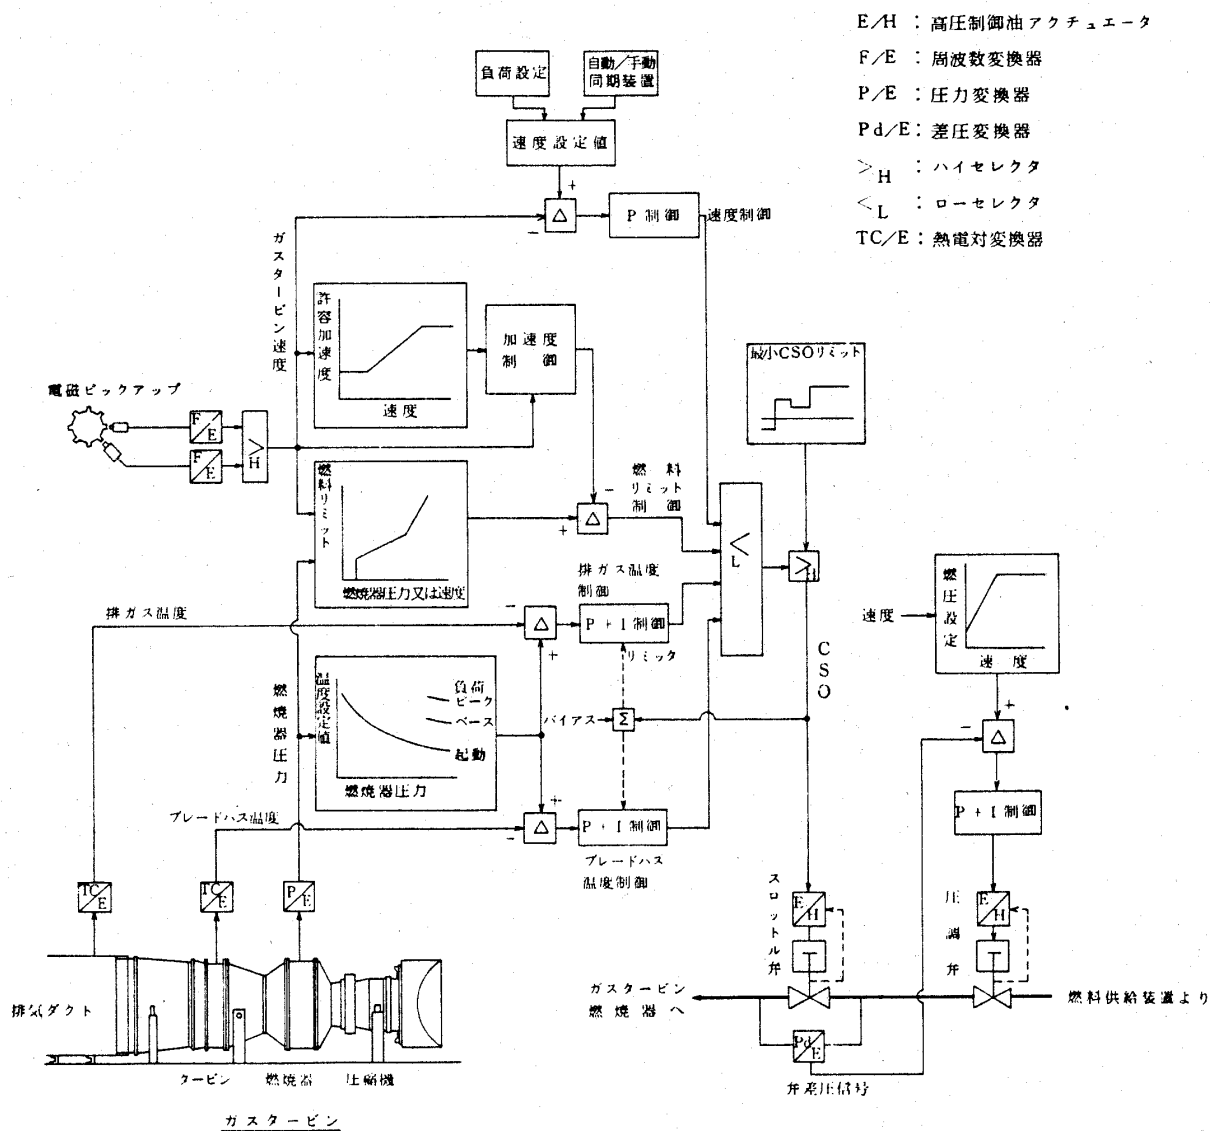 E/H ： 高圧制御油アクチュエータ
F/E ： 周波数変換器
P/E ： 圧力変換器
Pd/E： 差圧変換器
＞H ： ハイセレクタ
＜L ： ローセレクタ
TC/E： 熱電対変換器
負荷設定
自動／手動
同期装置
速度設定値
＋
－
△
P 制御
速度制御
ガスタービン速度
許容加速度
速度
加速度
制御
最小CSOリミット
電磁ピックアップ
F/E
F/E
＞H
燃料リミット
燃焼器圧力又は速度
－
＋
△
燃料
リミット
制御
＜L
＞H
排ガス温度
制御
排ガス温度
－
△
＋
P + I 制御
リミッタ
燃圧設定
速度
速度
CSO
温度設定値
負荷
ピーク
ベース
起動
燃焼器圧力
燃焼器圧力
バイアス
Σ
＋
－
△
ブレードパス温度
＋
－
△
P + I 制御
ブレードパス
温度制御
P + I 制御
TC/E
TC/E
P/E
スロットル弁
E/H
圧調弁
E/H
排気ダクト
ガスタービン
燃焼器へ
燃料供給装置より
Pd/E
弁差圧信号
タービン
燃焼器
圧縮機
ガスタービン